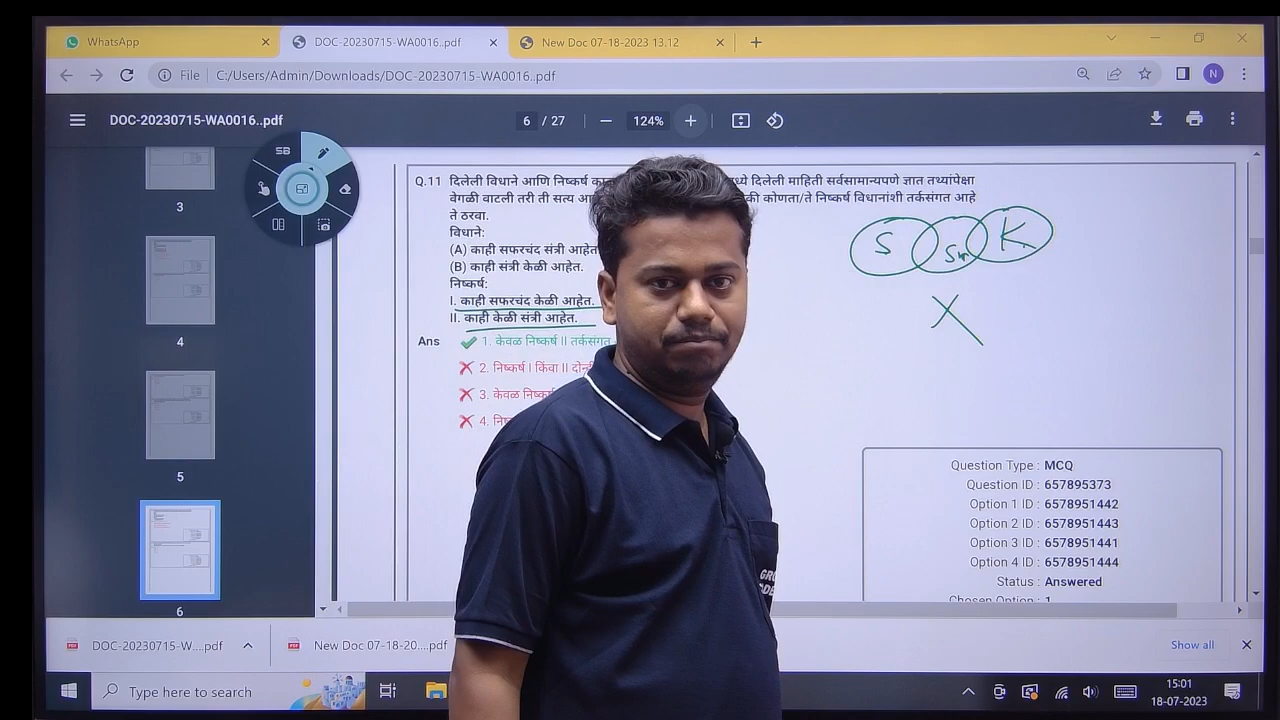 WhatsApp
DOC-20230715-WA0016..pdf
New Doc 07-18-2023 13.12
File
C:/Users/Admin/Downloads/DOC-20230715-WA0016..pdf
N
DOC-20230715-WA0016..pdf
6 / 27
124%
SB
3
4
5
6
Q.11 दिलेली विधाने आणि निष्कर्ष दिलेली माहिती सर्वसामान्यपणे ज्ञात तथ्यांपेक्षा
वेगळी वाटली तरी ती सत्य कोणता/ते निष्कर्ष विधानांशी तर्कसंगत आहे
ते ठरवा.
विधाने:
(A) काही सफरचंद संत्री आहेत
(B) काही संत्री केळी आहेत.
निष्कर्ष:
I. काही सफरचंद केळी आहेत.
II. काही केळी संत्री आहेत.
S
Sn
K
Ans
1. केवळ निष्कर्ष II तर्कसंगत
2. निष्कर्ष I किंवा II
3. केवळ
4.
Question Type : MCQ
Question ID : 657895373
Option 1 ID : 6578951442
Option 2 ID : 6578951443
Option 3 ID : 6578951441
Option 4 ID : 6578951444
Status : Answered
Chosen Option : 1
DOC-20230715-W....pdf
New Doc 07-18-20....pdf
Show all
Type here to search
15:01
18-07-2023